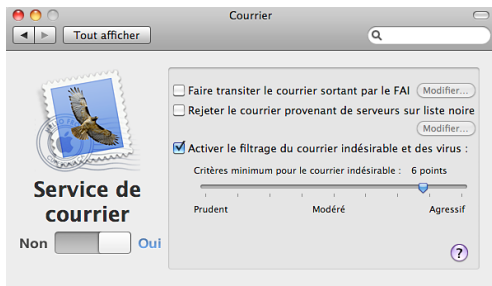 Courrier
Tout afficher
Faire transiter le courrier sortant par le FAI Modifier...
Rejeter le courrier provenant de serveurs sur liste noire
Modifier...
Activer le filtrage du courrier indésirable et des virus :
Critères minimum pour le courrier indésirable : 6 points
Prudent Modéré Agressif
Service de
courrier
Non Oui
?